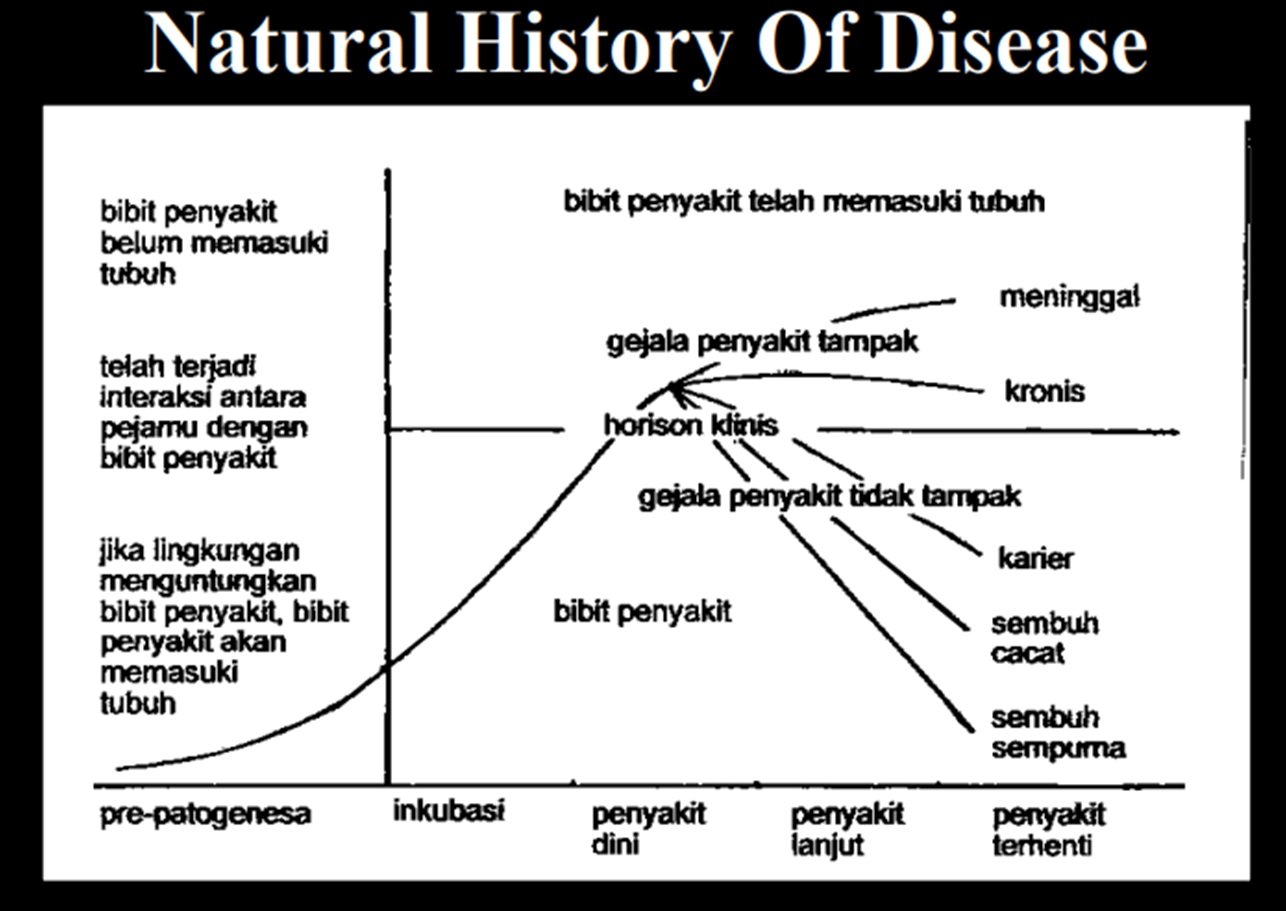 Natural History Of Disease
bibit penyakit
belum memasuki
tubuh
telah terjadi
interaksi antara
pejamu dengan
bibit penyakit
jika lingkungan
menguntungkan
bibit penyakit, bibit
penyakit akan
memasuki
tubuh
bibit penyakit telah memasuki tubuh
gejala penyakit tampak
horison klinis
gejala penyakit tidak tampak
bibit penyakit
meninggal
kronis
karier
sembuh
cacat
sembuh
sempurna
pre-patogenesa
inkubasi
penyakit
dini
penyakit
lanjut
penyakit
terhenti